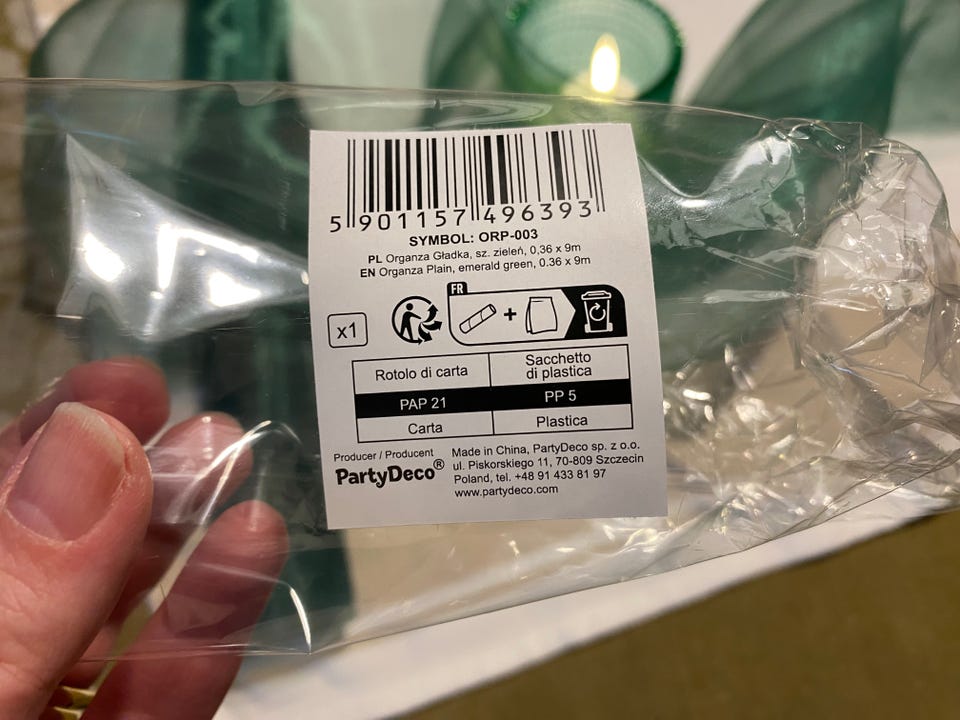 5 901157 496393
SYMBOL: ORP-003
PL Organza Gładka, sz. zieleń, 0,36 x 9m
EN Organza Plain, emerald green, 0.36 x 9m
x1
FR
+
Rotolo di carta
Sacchetto
di plastica
PAP 21
PP 5
Carta
Plastica
Producer / Producent
PartyDeco®
Made in China, PartyDeco sp. z o.o.
ul. Piskorskiego 11, 70-809 Szczecin
Poland, tel. +48 91 433 81 97
www.partydeco.com